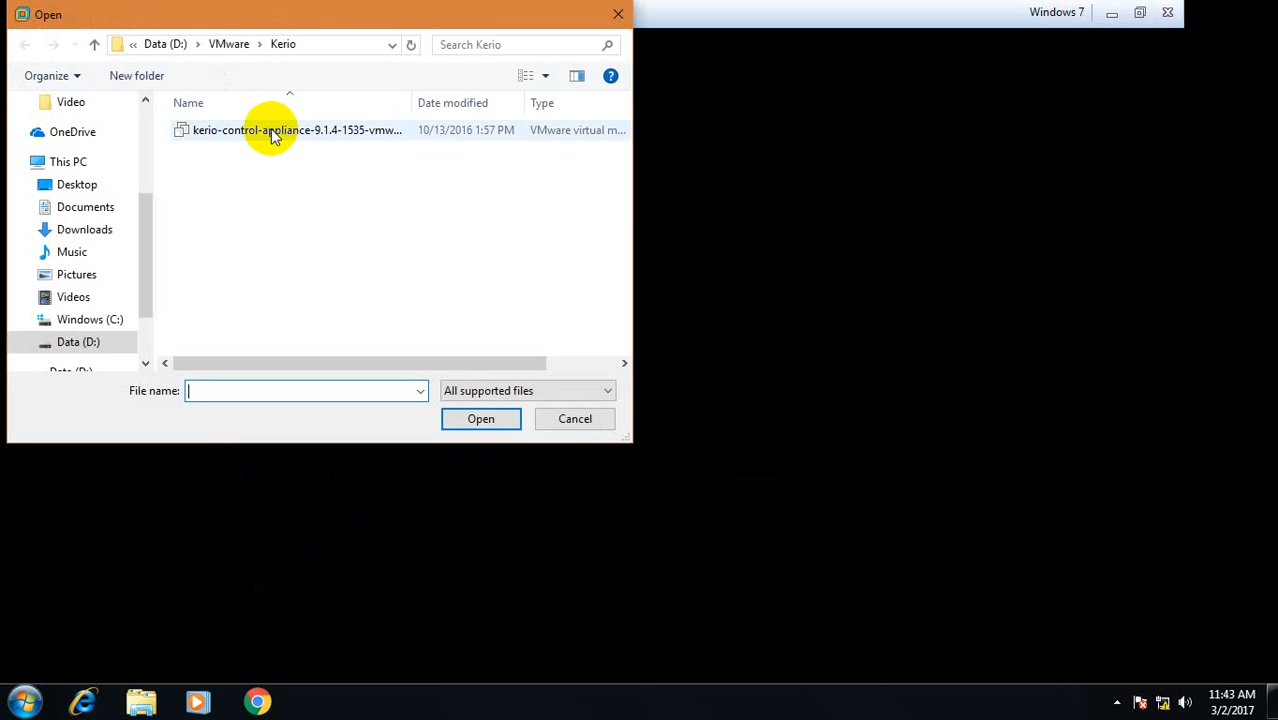 Open
Windows 7
« Data (D:) > VMware > Kerio
Search Kerio
Organize
New folder
Name
Date modified
Type
kerio-control-appliance-9.1.4-1535-vmw...
10/13/2016 1:57 PM
VMware virtual m...
Video
OneDrive
This PC
Desktop
Documents
Downloads
Music
Pictures
Videos
Windows (C:)
Data (D:)
Data (D:)
File name:
All supported files
Open
Cancel
11:43 AM
3/2/2017